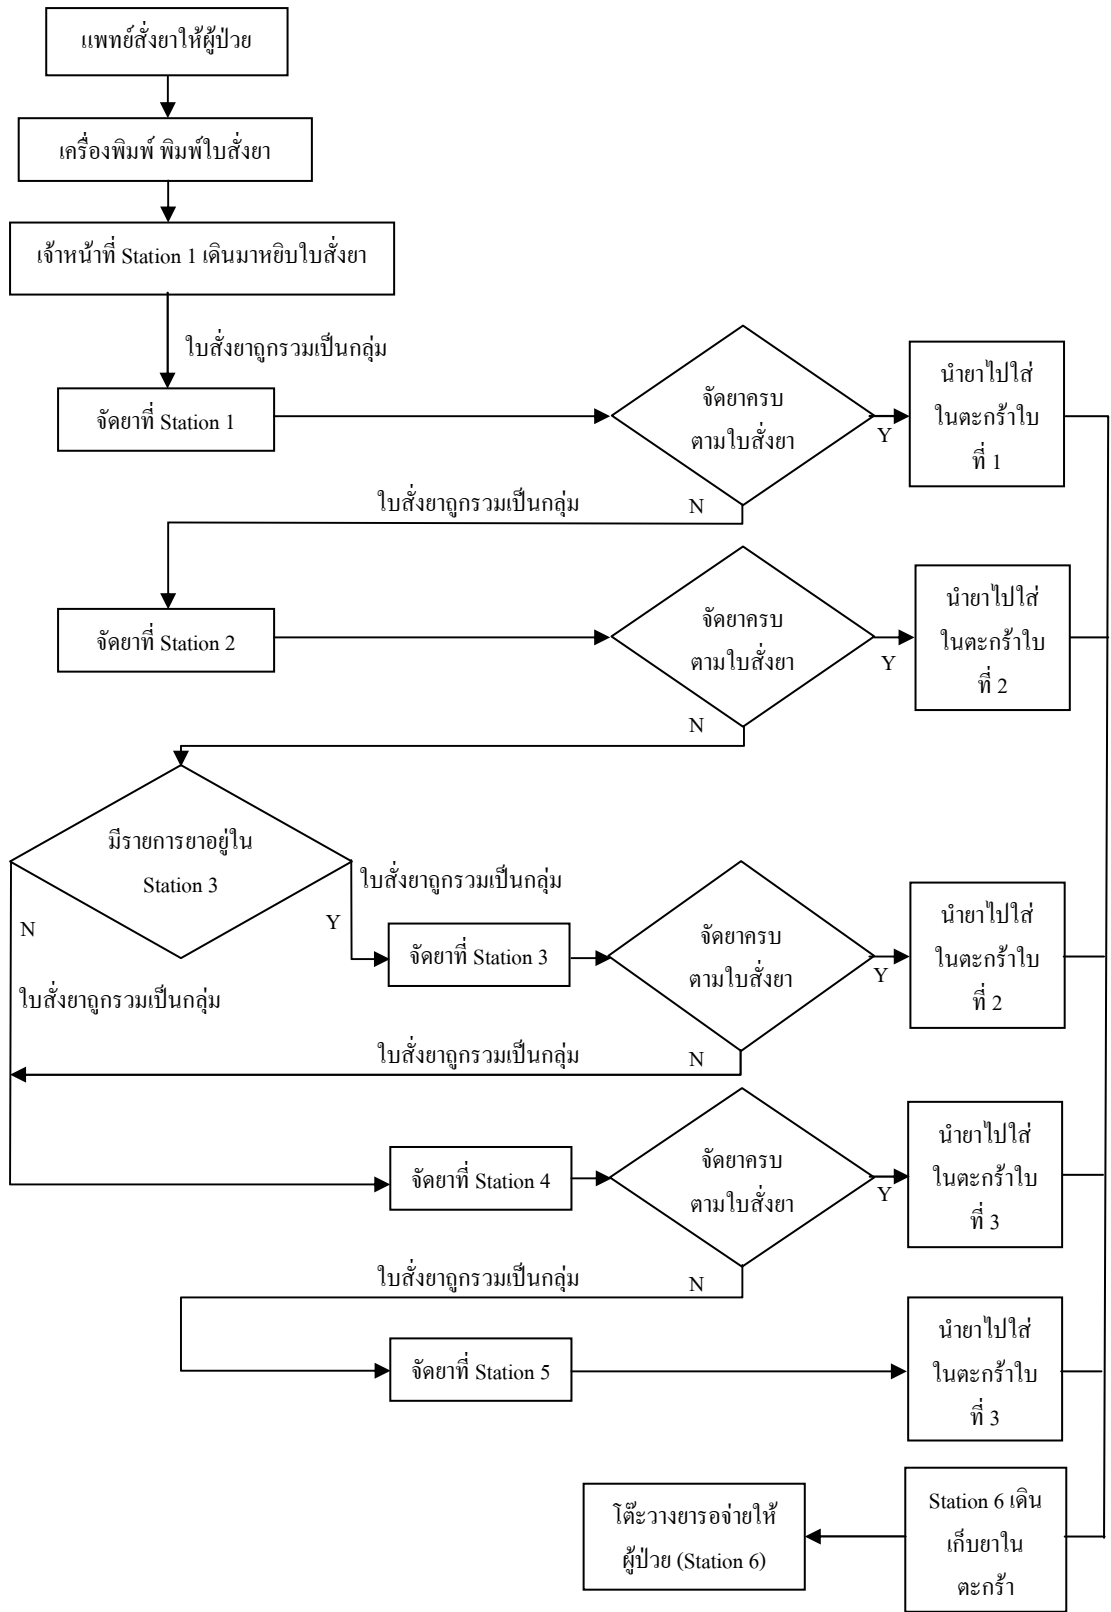 แพทย์สั่งยาให้ผู้ป่วย
เครื่องพิมพ์ พิมพ์ใบสั่งยา
เจ้าหน้าที่ Station 1 เดินมาหยิบใบสั่งยา
ใบสั่งยาถูกรวมเป็นกลุ่ม
จัดยาที่ Station 1
จัดยาครบ
ตามใบสั่งยา
Y
นำยาไปใส่
ในตะกร้าใบ
ที่ 1
ใบสั่งยาถูกรวมเป็นกลุ่ม
N
จัดยาที่ Station 2
จัดยาครบ
ตามใบสั่งยา
Y
นำยาไปใส่
ในตะกร้าใบ
ที่ 2
N
มีรายการยาอยู่ใน
Station 3
N
Y
ใบสั่งยาถูกรวมเป็นกลุ่ม
จัดยาที่ Station 3
จัดยาครบ
ตามใบสั่งยา
Y
นำยาไปใส่
ในตะกร้าใบ
ที่ 2
ใบสั่งยาถูกรวมเป็นกลุ่ม
ใบสั่งยาถูกรวมเป็นกลุ่ม
N
จัดยาที่ Station 4
จัดยาครบ
ตามใบสั่งยา
Y
นำยาไปใส่
ในตะกร้าใบ
ที่ 3
ใบสั่งยาถูกรวมเป็นกลุ่ม
N
จัดยาที่ Station 5
นำยาไปใส่
ในตะกร้าใบ
ที่ 3
Station 6 เดิน
เก็บยาใน
ตะกร้า
โต๊ะวางยารอจ่ายให้
ผู้ป่วย (Station 6)